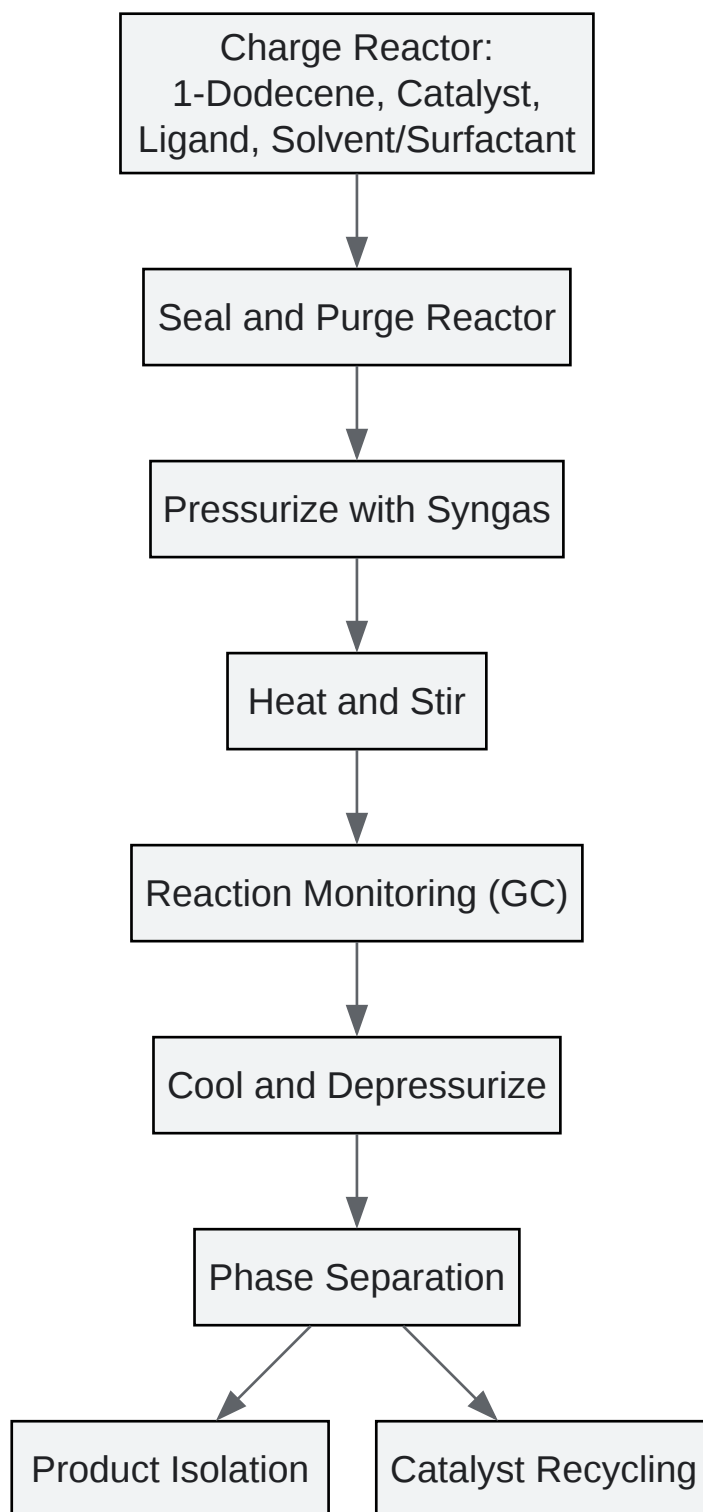 Charge Reactor:
1-Dodecene, Catalyst,
Ligand, Solvent/Surfactant
Seal and Purge Reactor
Pressurize with Syngas
Heat and Stir
Reaction Monitoring (GC)
Cool and Depressurize
Phase Separation
Product Isolation
Catalyst Recycling